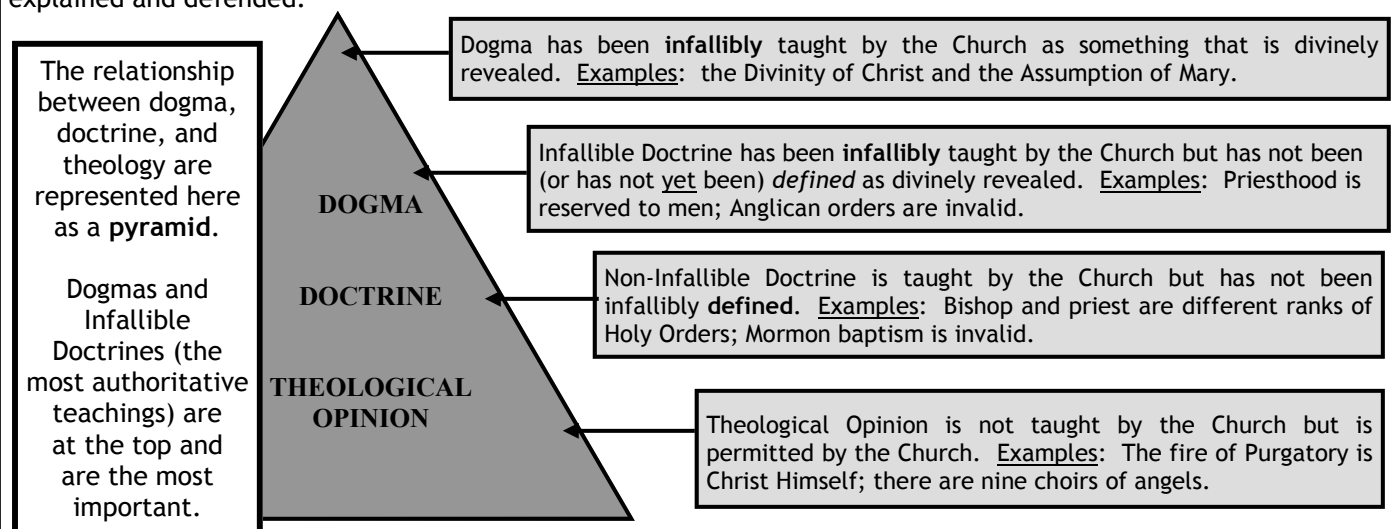 explained and defended.
The relationship
between dogma,
doctrine, and
theology are
represented here
as a pyramid.
Dogmas and
Infallible
Doctrines (the
most authoritative
teachings) are
at the top and
are the most
important.
DOGMA
DOCTRINE
THEOLOGICAL
OPINION
Dogma has been infallibly taught by the Church as something that is divinely
revealed. Examples: the Divinity of Christ and the Assumption of Mary.
Infallible Doctrine has been infallibly taught by the Church but has not been
(or has not yet been) defined as divinely revealed. Examples: Priesthood is
reserved to men; Anglican orders are invalid.
Non-Infallible Doctrine is taught by the Church but has not been
infallibly defined. Examples: Bishop and priest are different ranks of
Holy Orders; Mormon baptism is invalid.
Theological Opinion is not taught by the Church but is
permitted by the Church. Examples: The fire of Purgatory is
Christ Himself; there are nine choirs of angels.